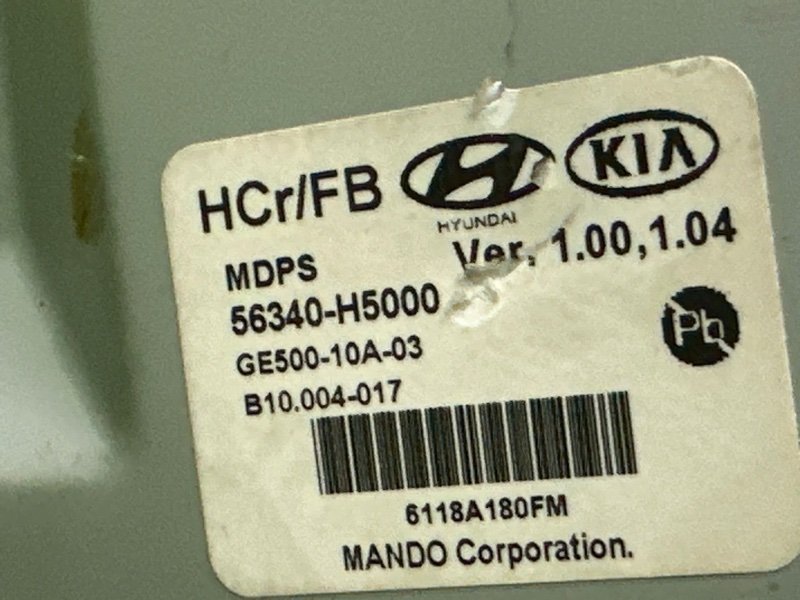 HCr/FB
HYUNDAI
KIA
Ver. 1.00,1.04
MDPS
56340-H5000
GE500-10A-03
B10.004-017
Pb
6118A180FM
MANDO Corporation.